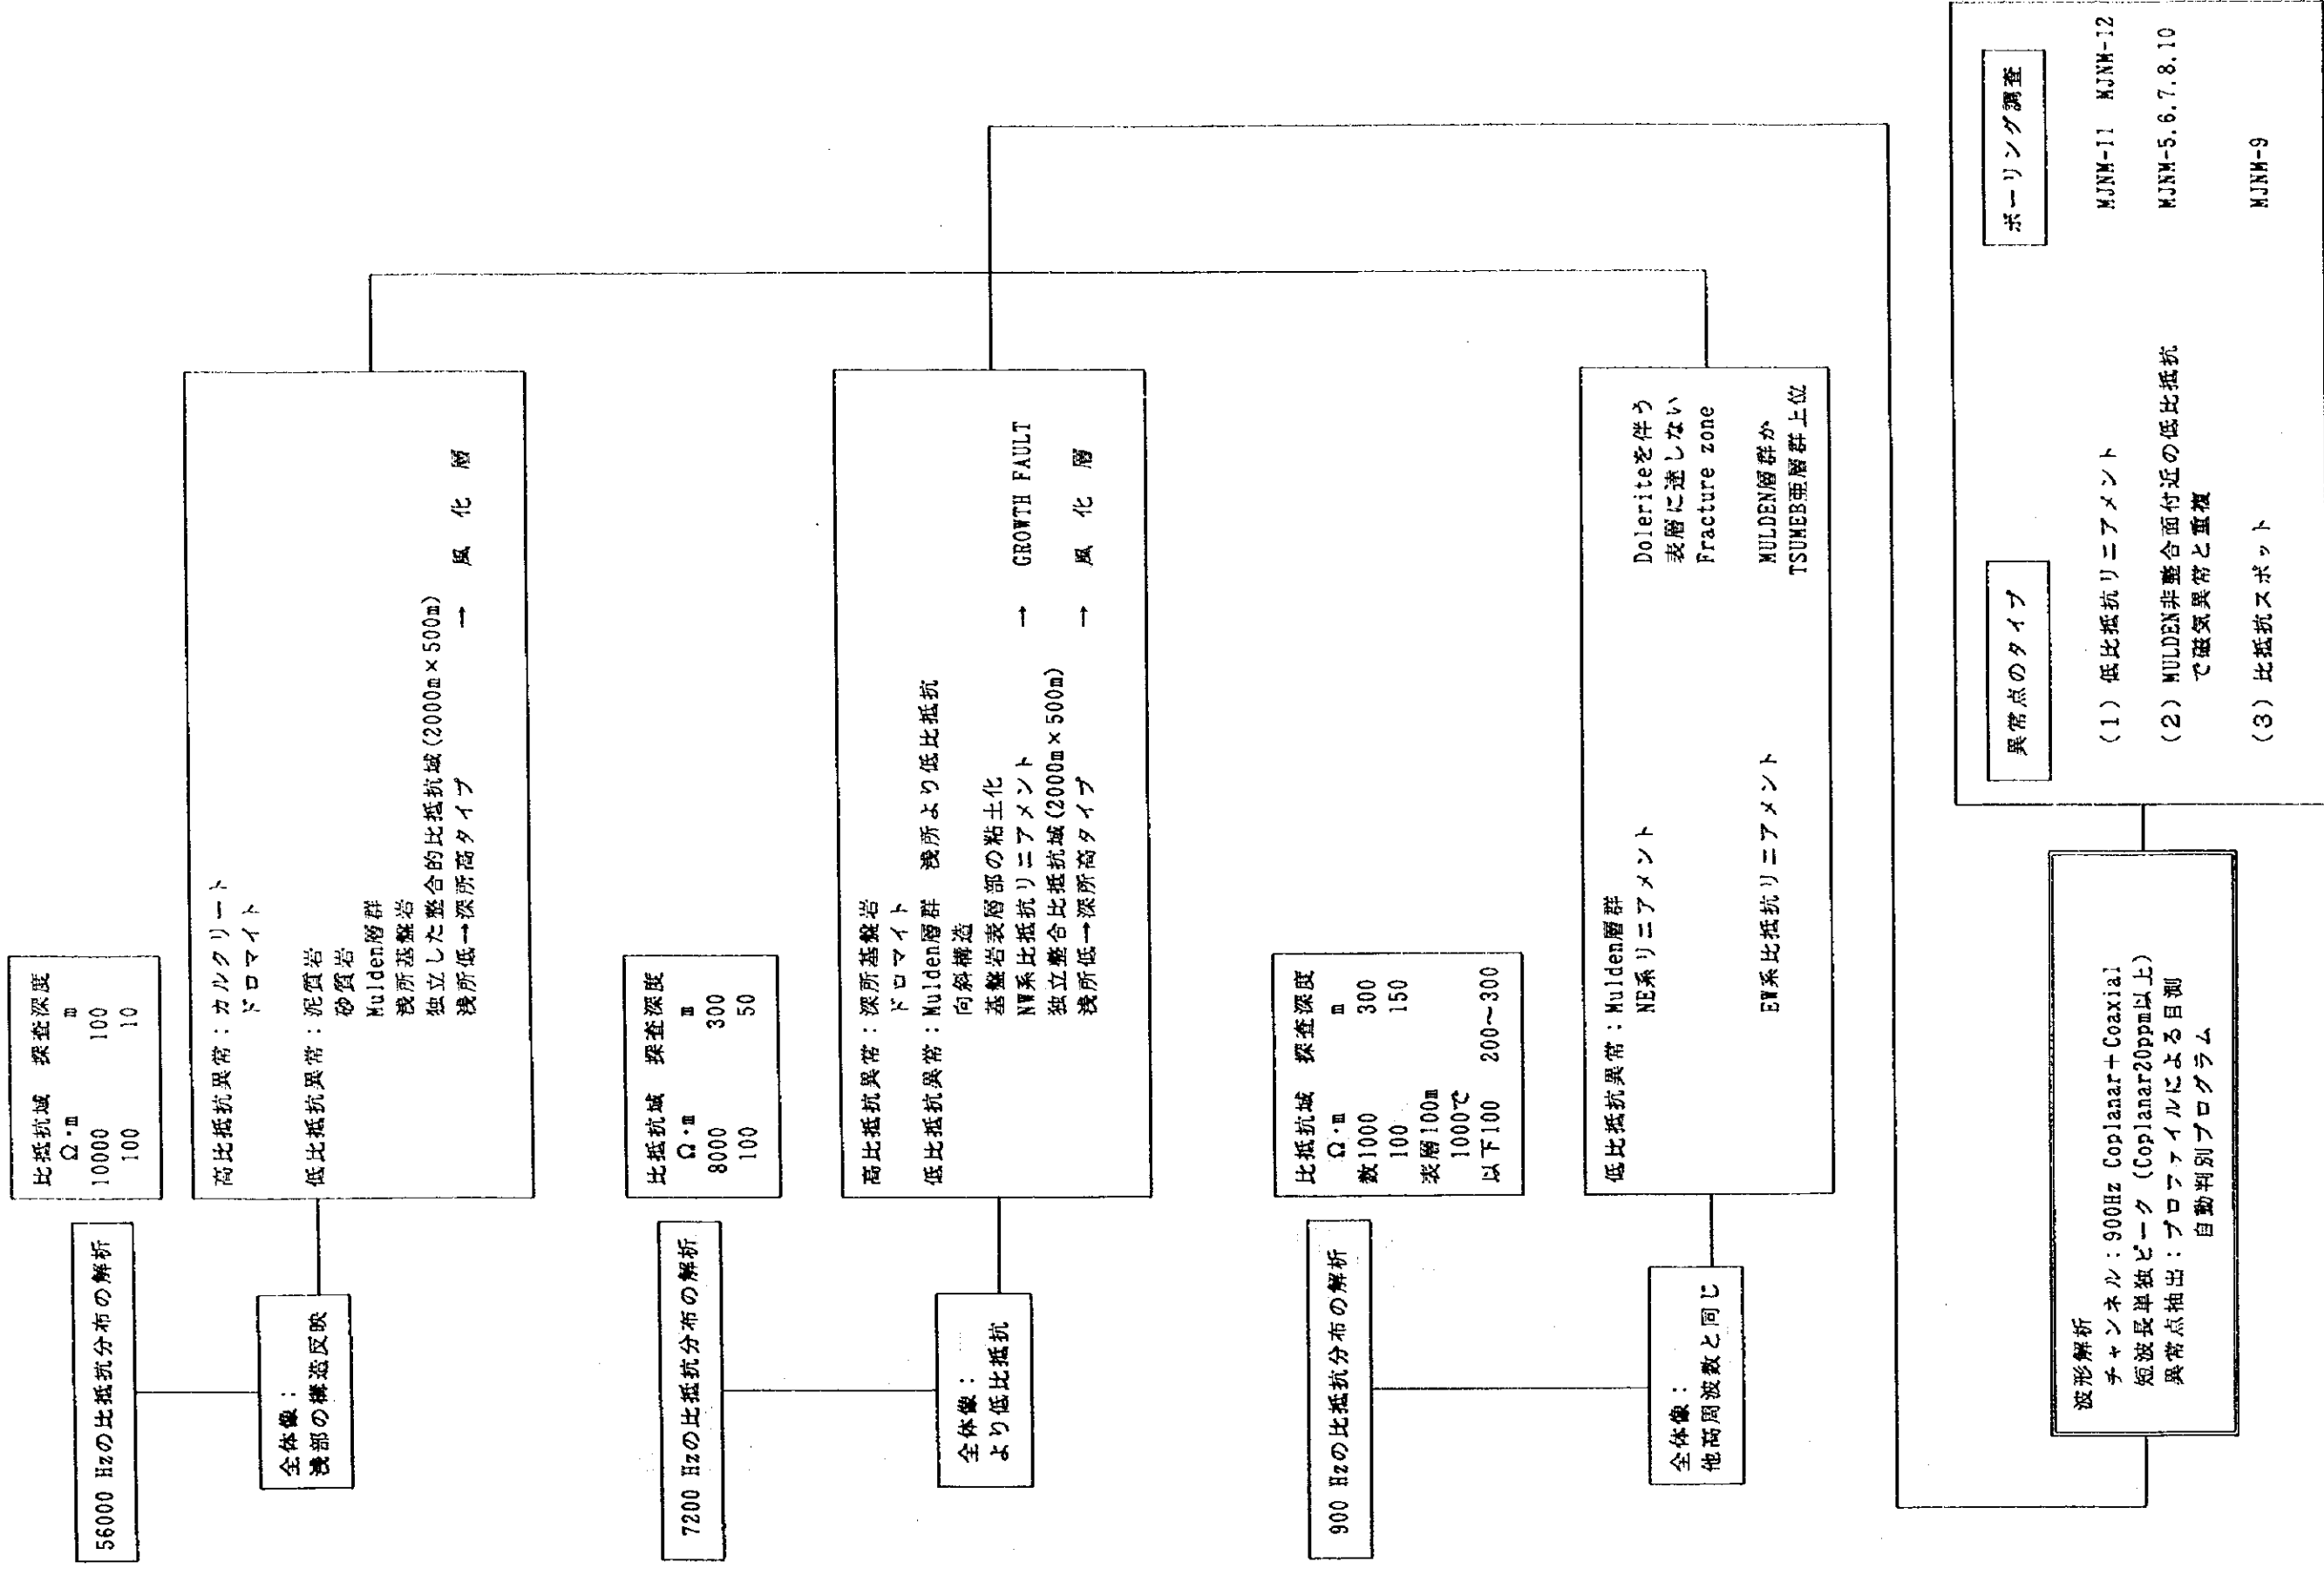 56000 Hzの比抵抗分布の解析
比抵抗域 探査深度
Ω・m m
10000 100
100 10
全体像:
浅部の構造反映
高比抵抗異常:カルクリート
ドロマイト
低比抵抗異常:泥質岩
砂質岩
Mulden層群
浅所基盤岩
独立した整合的比抵抗域(2000m×500m)
浅所低→深所高タイプ → 風化層
7200 Hzの比抵抗分布の解析
比抵抗域 探査深度
Ω・m m
8000 300
100 50
全体像:
より低比抵抗
高比抵抗異常:深所基盤岩
ドロマイト
低比抵抗異常:Mulden層群 浅所より低比抵抗
向斜構造
基盤岩表層部の粘土化
NW系比抵抗リニアメント → GROWTH FAULT
独立整合比抵抗域(2000m×500m)
浅所低→深所高タイプ → 風化層
900 Hzの比抵抗分布の解析
比抵抗域 探査深度
Ω・m m
数1000 300
100 150
表層100m
1000で
以下100 200~300
全体像:
他高周波数と同じ
低比抵抗異常:Mulden層群
NE系リニアメント Doleriteを伴う
表層に達しない
Fracture zone
EW系比抵抗リニアメント MULDEN層群か
TSUMEB亜層群上位
波形解析
チャンネル:900Hz Coplanar+Coaxial
短波長単独ピーク (Coplanar20ppm以上)
異常点抽出:プロファイルによる目測
自動判別プログラム
異常点のタイプ ボーリング調査
(1) 低比抵抗リニアメント MJNM-11 MJNM-12
(2) MULDEN非整合面付近の低比抵抗 MJNM-5.6.7.8.10
で磁気異常と重複
(3) 比抵抗スポット MJNM-9